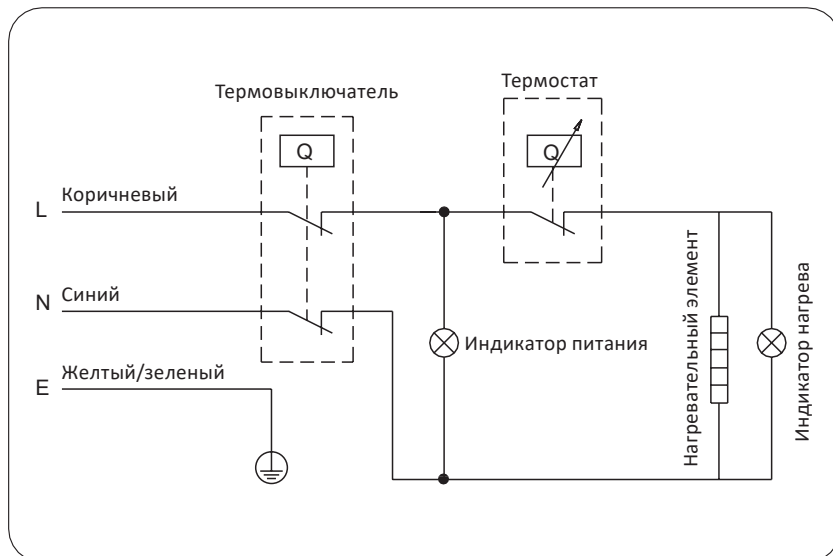 Термостат
Термовыключатель
Q
Q
L
Коричневый
N
Синий
Индикатор питания
E
Желтый/зеленый
Нагревательный элемент
Индикатор нагрева